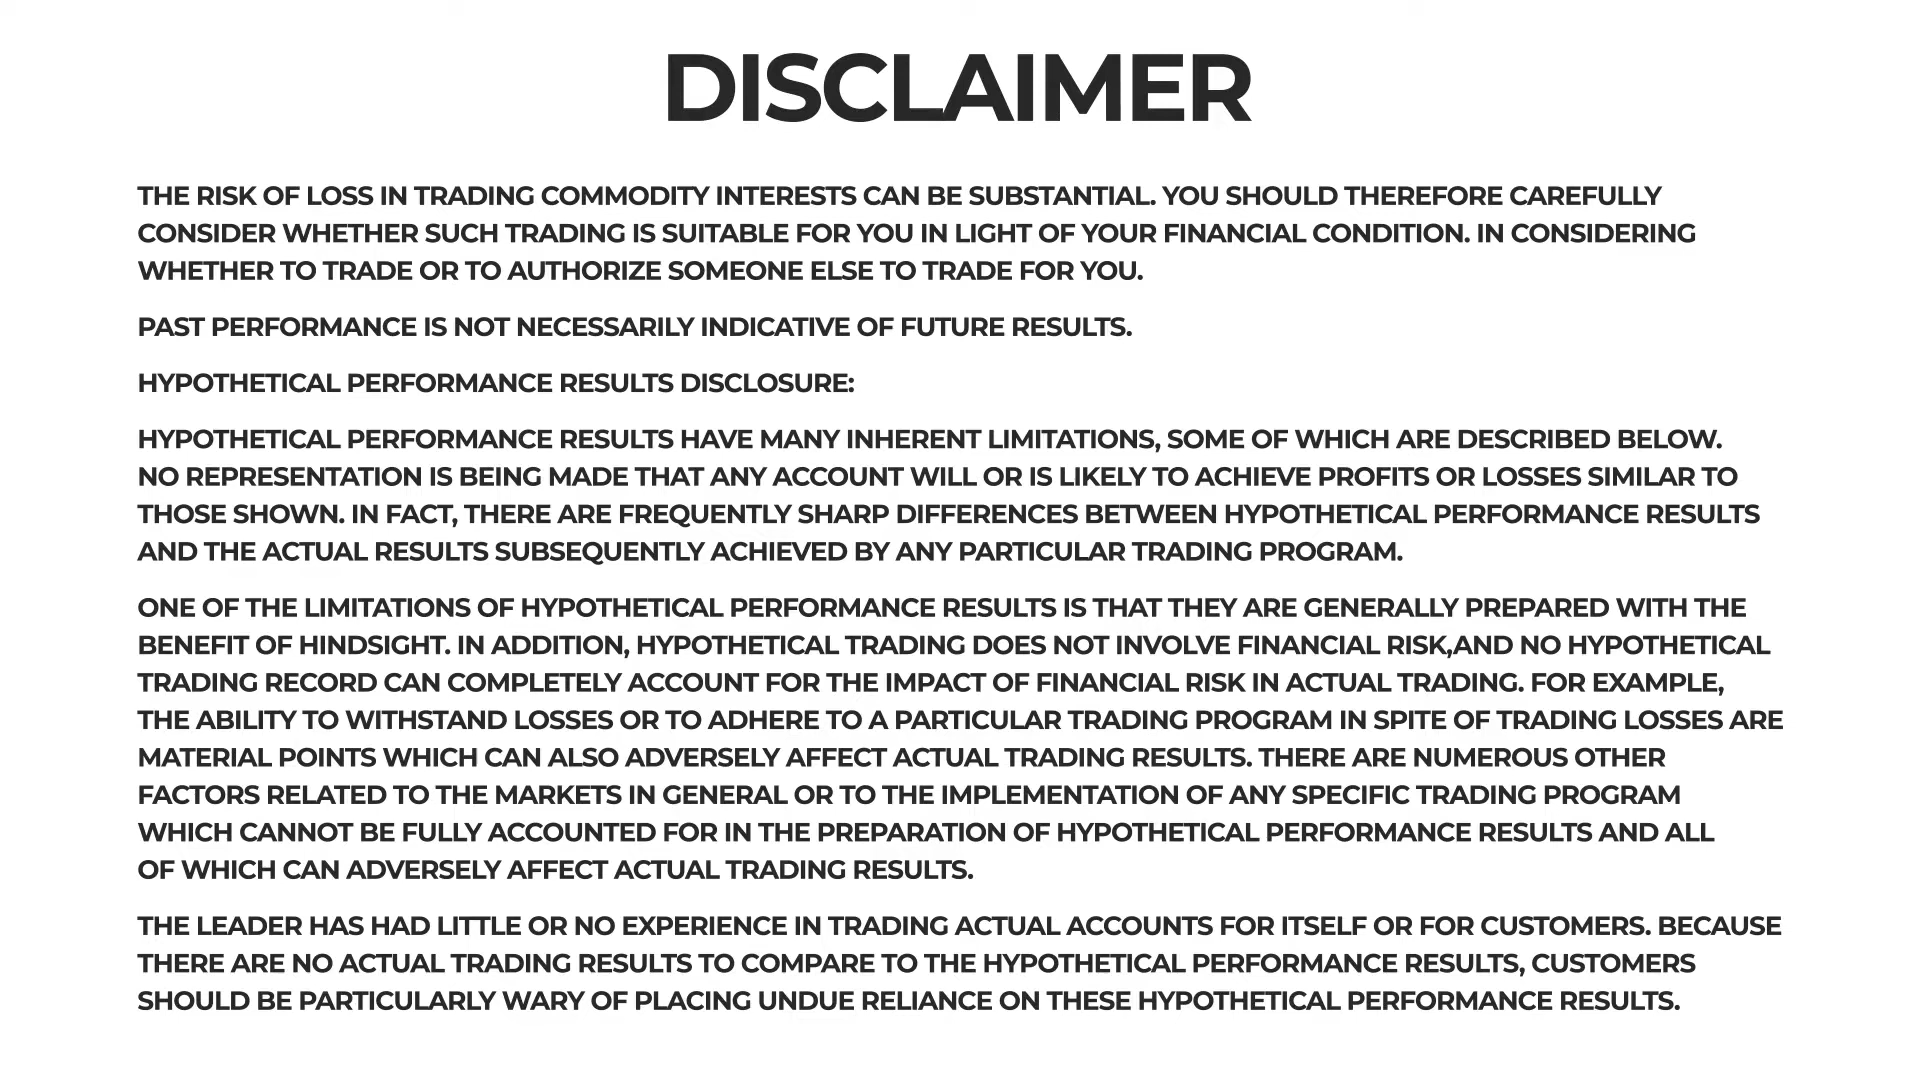 DISCLAIMER
THE RISK OF LOSS IN TRADING COMMODITY INTERESTS CAN BE SUBSTANTIAL. YOU SHOULD THEREFORE CAREFULLY
CONSIDER WHETHER SUCH TRADING IS SUITABLE FOR YOU IN LIGHT OF YOUR FINANCIAL CONDITION. IN CONSIDERING
WHETHER TO TRADE OR TO AUTHORIZE SOMEONE ELSE TO TRADE FOR YOU.
PAST PERFORMANCE IS NOT NECESSARILY INDICATIVE OF FUTURE RESULTS.
HYPOTHETICAL PERFORMANCE RESULTS DISCLOSURE:
HYPOTHETICAL PERFORMANCE RESULTS HAVE MANY INHERENT LIMITATIONS, SOME OF WHICH ARE DESCRIBED BELOW.
NO REPRESENTATION IS BEING MADE THAT ANY ACCOUNT WILL OR IS LIKELY TO ACHIEVE PROFITS OR LOSSES SIMILAR TO
THOSE SHOWN. IN FACT, THERE ARE FREQUENTLY SHARP DIFFERENCES BETWEEN HYPOTHETICAL PERFORMANCE RESULTS
AND THE ACTUAL RESULTS SUBSEQUENTLY ACHIEVED BY ANY PARTICULAR TRADING PROGRAM.
ONE OF THE LIMITATIONS OF HYPOTHETICAL PERFORMANCE RESULTS IS THAT THEY ARE GENERALLY PREPARED WITH THE
BENEFIT OF HINDSIGHT. IN ADDITION, HYPOTHETICAL TRADING DOES NOT INVOLVE FINANCIAL RISK,AND NO HYPOTHETICAL
TRADING RECORD CAN COMPLETELY ACCOUNT FOR THE IMPACT OF FINANCIAL RISK IN ACTUAL TRADING. FOR EXAMPLE,
THE ABILITY TO WITHSTAND LOSSES OR TO ADHERE TO A PARTICULAR TRADING PROGRAM IN SPITE OF TRADING LOSSES ARE
MATERIAL POINTS WHICH CAN ALSO ADVERSELY AFFECT ACTUAL TRADING RESULTS. THERE ARE NUMEROUS OTHER
FACTORS RELATED TO THE MARKETS IN GENERAL OR TO THE IMPLEMENTATION OF ANY SPECIFIC TRADING PROGRAM
WHICH CANNOT BE FULLY ACCOUNTED FOR IN THE PREPARATION OF HYPOTHETICAL PERFORMANCE RESULTS AND ALL
OF WHICH CAN ADVERSELY AFFECT ACTUAL TRADING RESULTS.
THE LEADER HAS HAD LITTLE OR NO EXPERIENCE IN TRADING ACTUAL ACCOUNTS FOR ITSELF OR FOR CUSTOMERS. BECAUSE
THERE ARE NO ACTUAL TRADING RESULTS TO COMPARE TO THE HYPOTHETICAL PERFORMANCE RESULTS, CUSTOMERS
SHOULD BE PARTICULARLY WARY OF PLACING UNDUE RELIANCE ON THESE HYPOTHETICAL PERFORMANCE RESULTS.